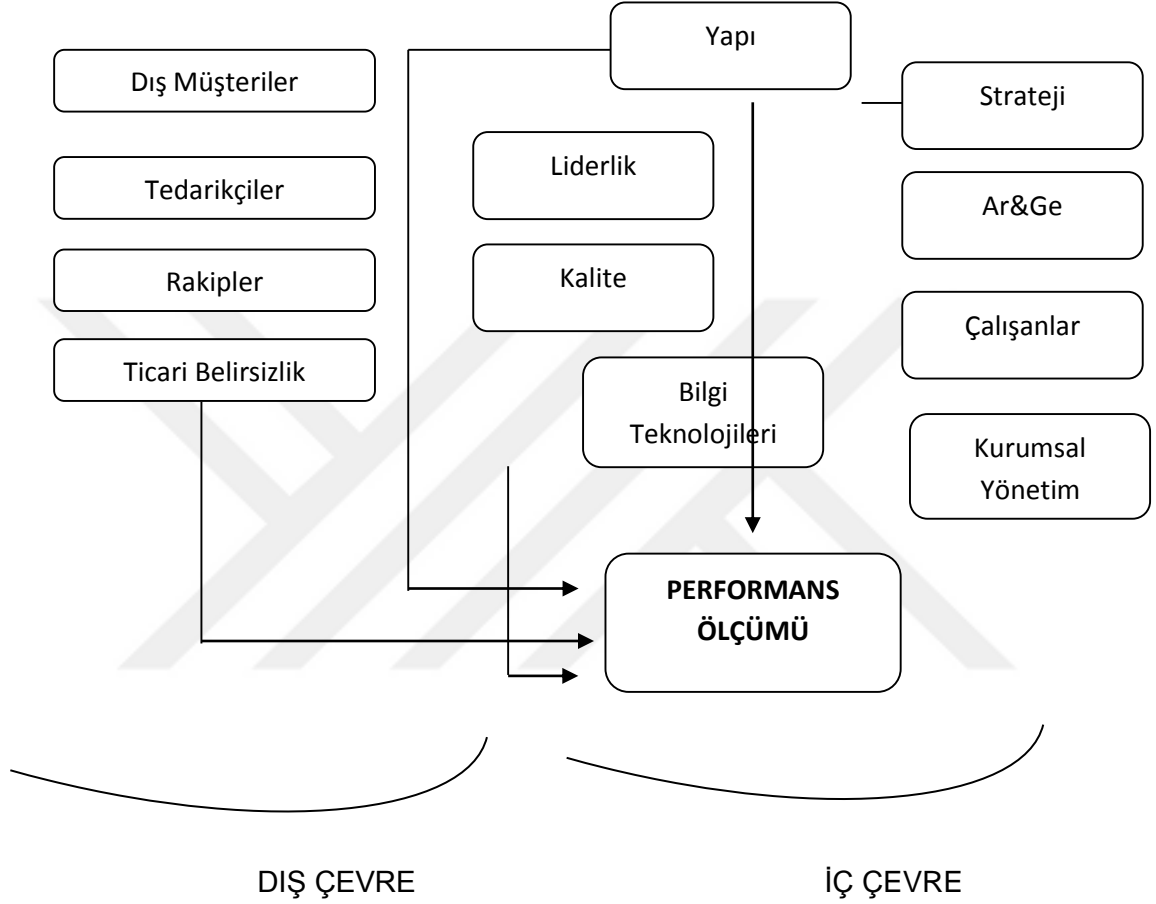 Yapı
Dış Müşteriler
Strateji
Liderlik
Tedarikçiler
Ar&Ge
Kalite
Rakipler
Çalışanlar
Ticari Belirsizlik
Bilgi
Teknolojileri
Kurumsal
Yönetim
PERFORMANS
ÖLÇÜMÜ
DIŞ ÇEVRE
İÇ ÇEVRE